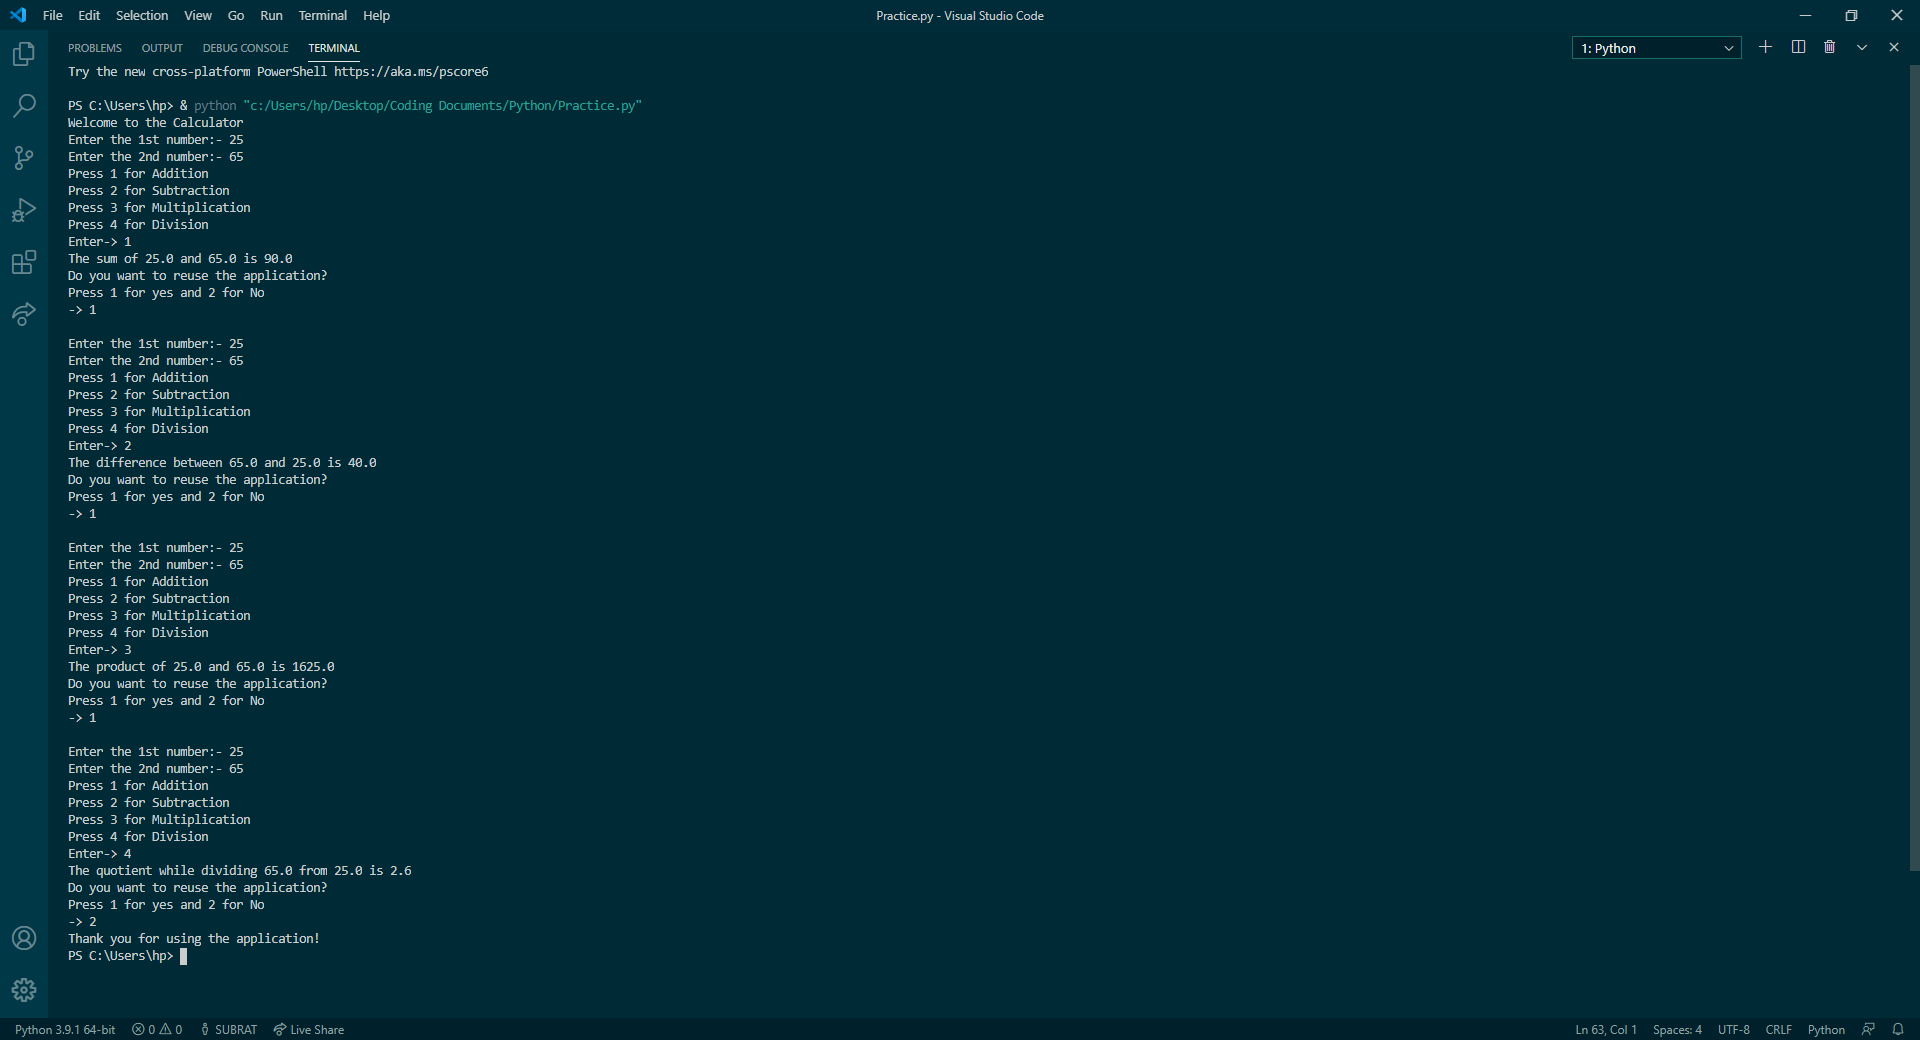 File Edit Selection View Go Run Terminal Help
Practice.py - Visual Studio Code
PROBLEMS OUTPUT DEBUG CONSOLE TERMINAL
1: Python
Try the new cross-platform PowerShell https://aka.ms/pscore6
PS C:\Users\hp> & python "c:/Users/hp/Desktop/Coding Documents/Python/Practice.py"
Welcome to the Calculator
Enter the 1st number:- 25
Enter the 2nd number:- 65
Press 1 for Addition
Press 2 for Subtraction
Press 3 for Multiplication
Press 4 for Division
Enter-> 1
The sum of 25.0 and 65.0 is 90.0
Do you want to reuse the application?
Press 1 for yes and 2 for No
-> 1
Enter the 1st number:- 25
Enter the 2nd number:- 65
Press 1 for Addition
Press 2 for Subtraction
Press 3 for Multiplication
Press 4 for Division
Enter-> 2
The difference between 65.0 and 25.0 is 40.0
Do you want to reuse the application?
Press 1 for yes and 2 for No
-> 1
Enter the 1st number:- 25
Enter the 2nd number:- 65
Press 1 for Addition
Press 2 for Subtraction
Press 3 for Multiplication
Press 4 for Division
Enter-> 3
The product of 25.0 and 65.0 is 1625.0
Do you want to reuse the application?
Press 1 for yes and 2 for No
-> 1
Enter the 1st number:- 25
Enter the 2nd number:- 65
Press 1 for Addition
Press 2 for Subtraction
Press 3 for Multiplication
Press 4 for Division
Enter-> 4
The quotient while dividing 65.0 from 25.0 is 2.6
Do you want to reuse the application?
Press 1 for yes and 2 for No
-> 2
Thank you for using the application!
PS C:\Users\hp>
Python 3.9.1 64-bit 0 0 SUBRAT Live Share
Ln 63, Col 1 Spaces: 4 UTF-8 CRLF Python